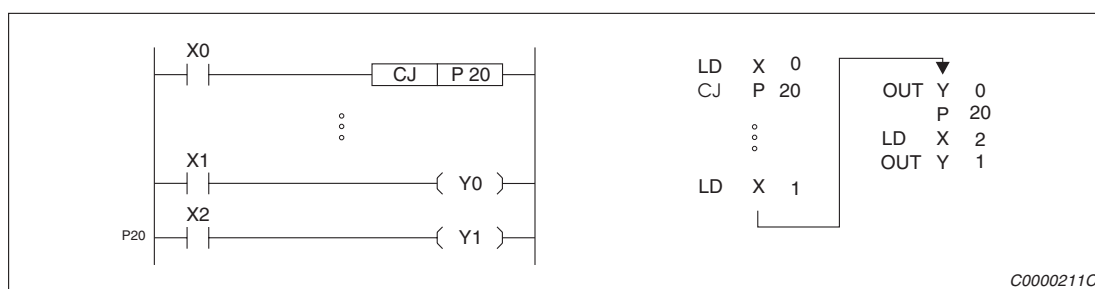 X0
CJ P 20
X1
Y0
X2
P20 Y1
LD X 0
CJ P 20
LD X 1
OUT Y 0
P 20
LD X 2
OUT Y 1
C0000211C